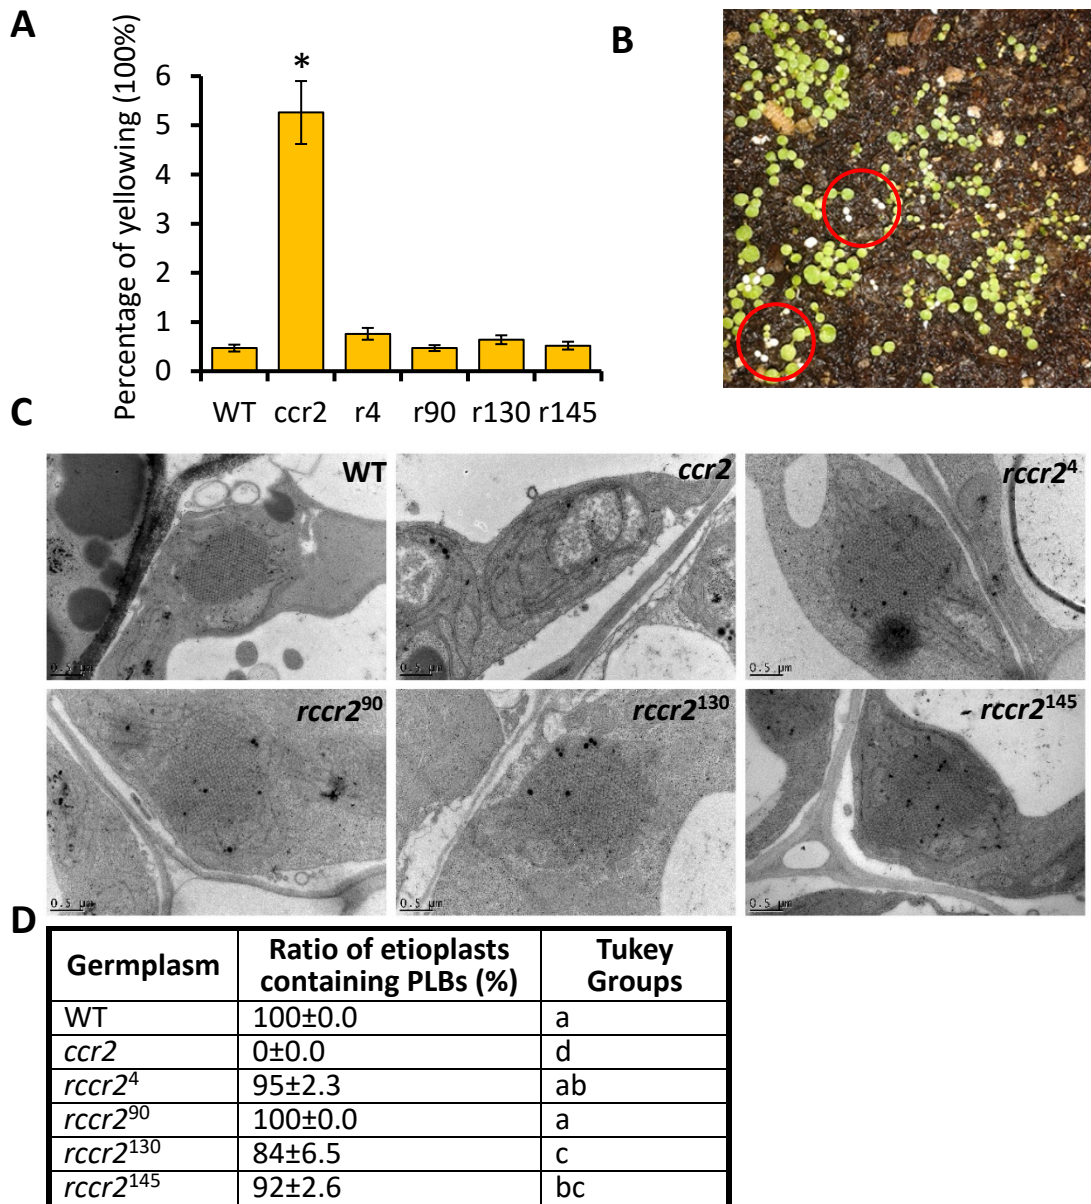 A
B
Percentage of yellowing (100%)
6
5
4
3
2
1
0
*
WT ccr2 r4 r90 r130 r145
C
WT
ccr2
rccr2⁴
0.5 µm
0.5 µm
0.5 µm
rccr2⁹⁰
rccr2¹³⁰
rccr2¹⁴⁵
0.5 µm
0.5 µm
0.5 µm
D
Germplasm Ratio of etioplasts containing PLBs (%) Tukey Groups
WT 100±0.0 a
ccr2 0±0.0 d
rccr2⁴ 95±2.3 ab
rccr2⁹⁰ 100±0.0 a
rccr2¹³⁰ 84±6.5 c
rccr2¹⁴⁵ 92±2.6 bc